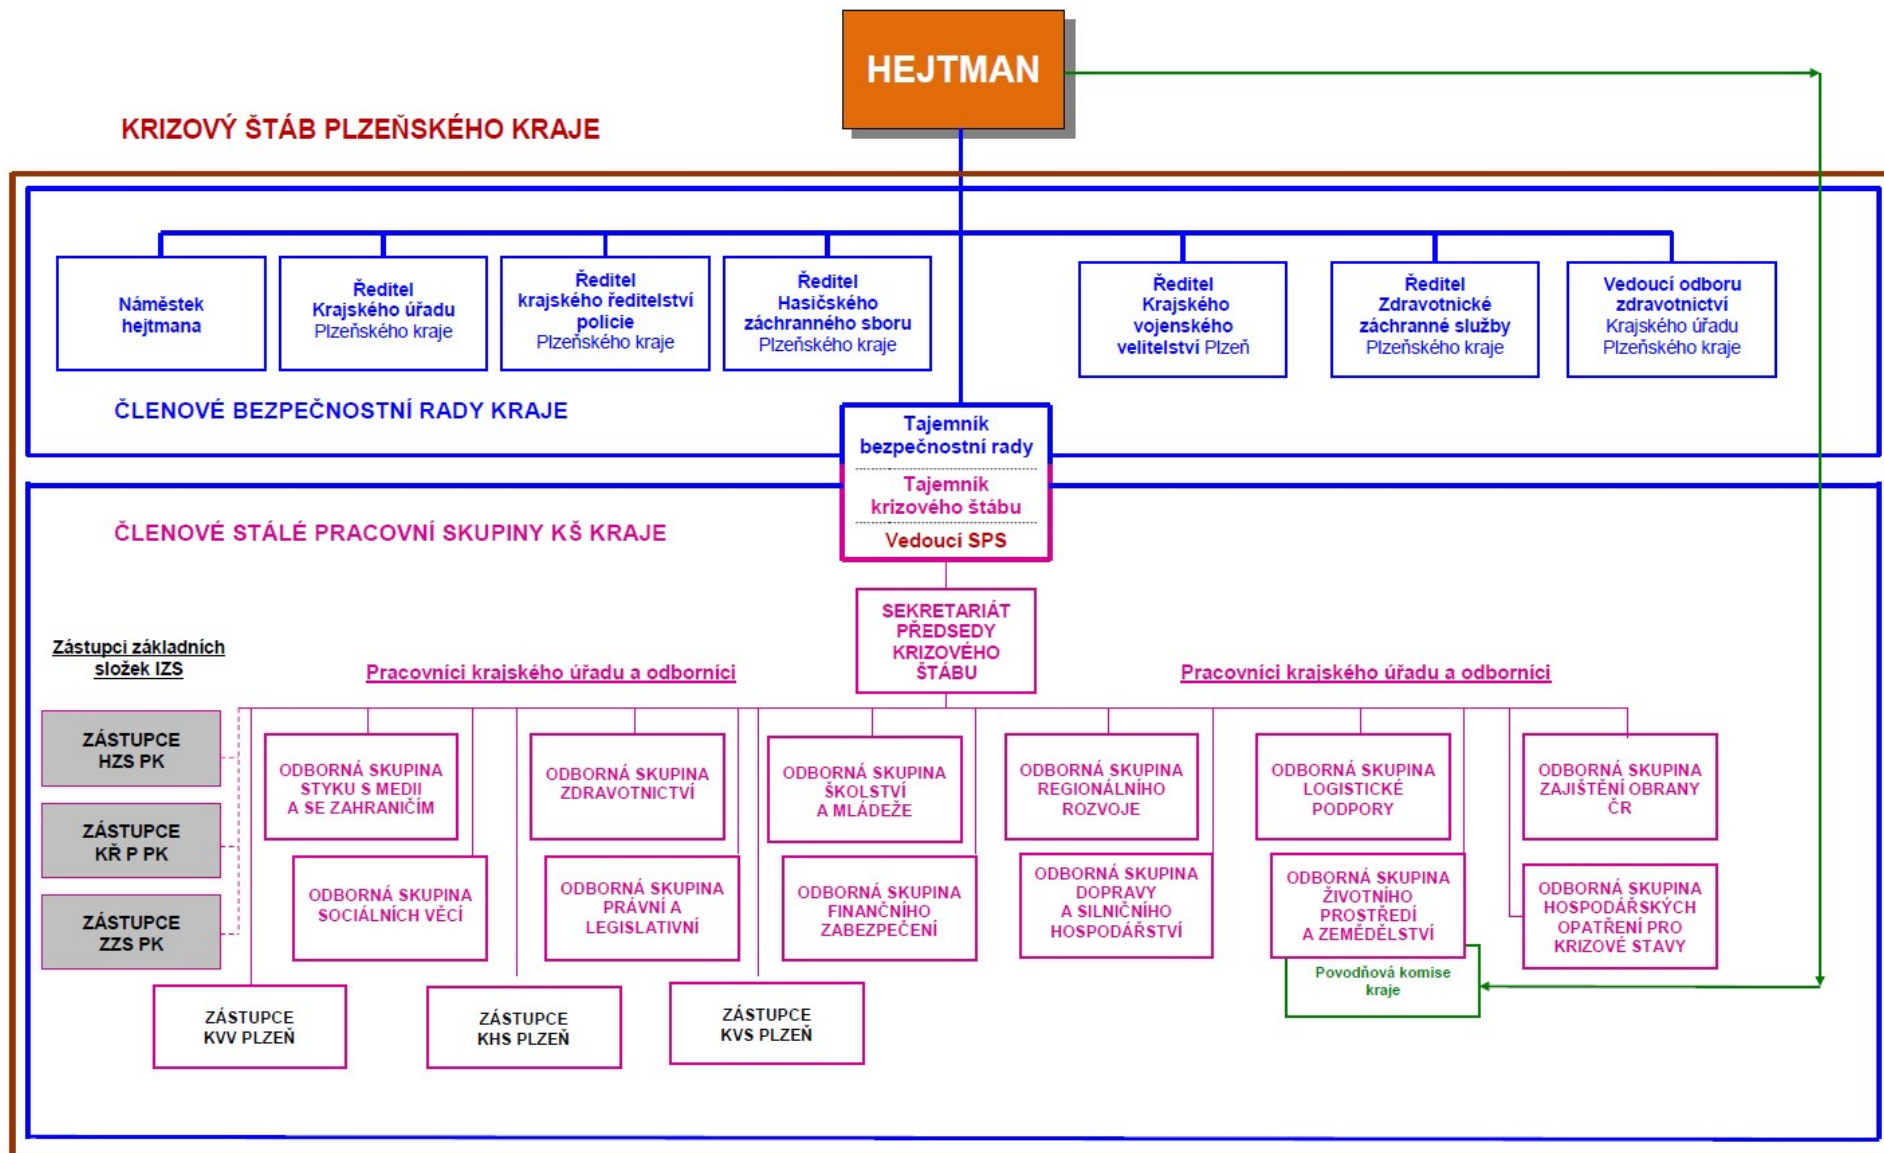 HEJTMAN
KRIZOVÝ ŠTÁB PLZEŇSKÉHO KRAJE
Náměstek
hejtmana
Ředitel
Krajského úřadu
Plzeňského kraje
Ředitel
krajského ředitelství
policie
Plzeňského kraje
Ředitel
Hasičského
záchranného sboru
Plzeňského kraje
Ředitel
Krajského
vojenského
velitelství Plzeň
Ředitel
Zdravotnické
záchranné služby
Plzeňského kraje
Vedoucí odboru
zdravotnictví
Krajského úřadu
Plzeňského kraje
ČLENOVÉ BEZPEČNOSTNÍ RADY KRAJE
Tajemník
bezpečnostní rady
Tajemník
krizového štábu
Vedoucí SPS
ČLENOVÉ STÁLÉ PRACOVNÍ SKUPINY KŠ KRAJE
SEKRETARIÁT
PŘEDSEDY
KRIZOVÉHO
ŠTÁBU
Zástupci základních
složek IZS
Pracovníci krajského úřadu a odborníci
Pracovníci krajského úřadu a odborníci
ZÁSTUPCE
HZS PK
ZÁSTUPCE
KŘ P PK
ZÁSTUPCE
ZZS PK
ODBORNÁ SKUPINA
STYKU S MEDII
A SE ZAHRANIČÍM
ODBORNÁ SKUPINA
ZDRAVOTNICTVÍ
ODBORNÁ SKUPINA
ŠKOLSTVÍ
A MLÁDEŽE
ODBORNÁ SKUPINA
REGIONÁLNÍHO
ROZVOJE
ODBORNÁ SKUPINA
LOGISTICKÉ
PODPORY
ODBORNÁ SKUPINA
ZAJIŠTĚNÍ OBRANY
ČR
ODBORNÁ SKUPINA
SOCIÁLNÍCH VĚCÍ
ODBORNÁ SKUPINA
PRÁVNÍ A
LEGISLATIVNÍ
ODBORNÁ SKUPINA
FINANČNÍHO
ZABEZPEČENÍ
ODBORNÁ SKUPINA
DOPRAVY
A SILNIČNÍHO
HOSPODÁŘSTVÍ
ODBORNÁ SKUPINA
ŽIVOTNÍHO
PROSTŘEDÍ
A ZEMĚDĚLSTVÍ
ODBORNÁ SKUPINA
HOSPODÁŘSKÝCH
OPATŘENÍ PRO
KRIZOVÉ STAVY
Povodňová komise
kraje
ZÁSTUPCE
KVV PLZEŇ
ZÁSTUPCE
KHS PLZEŇ
ZÁSTUPCE
KVS PLZEŇ